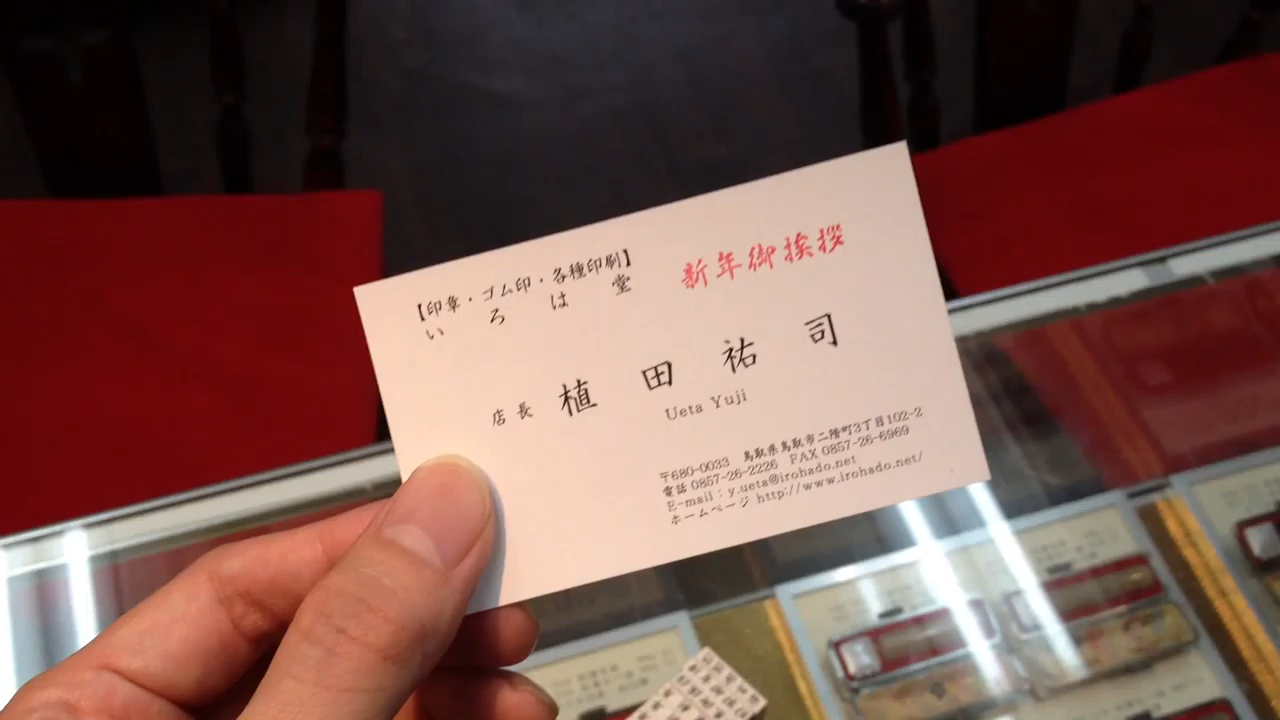 【印章・ゴム印・各種印刷】
いろは堂
新年御挨拶
店長 植田祐司
Ueta Yuji
〒680-0033 鳥取県鳥取市二階町3丁目102-2
電話 0857-26-2226 FAX 0857-26-6969
E-mail : y.ueta@irohado.net
ホームページ http://www.irohado.net/